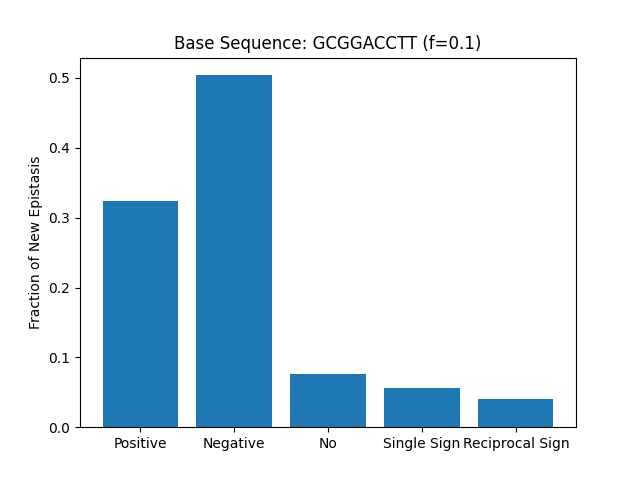 Base Sequence: GCGGACCTT (f=0.1)
Fraction of New Epistasis
0.5
0.4
0.3
0.2
0.1
0.0
Positive
Negative
No
Single Sign
Reciprocal Sign